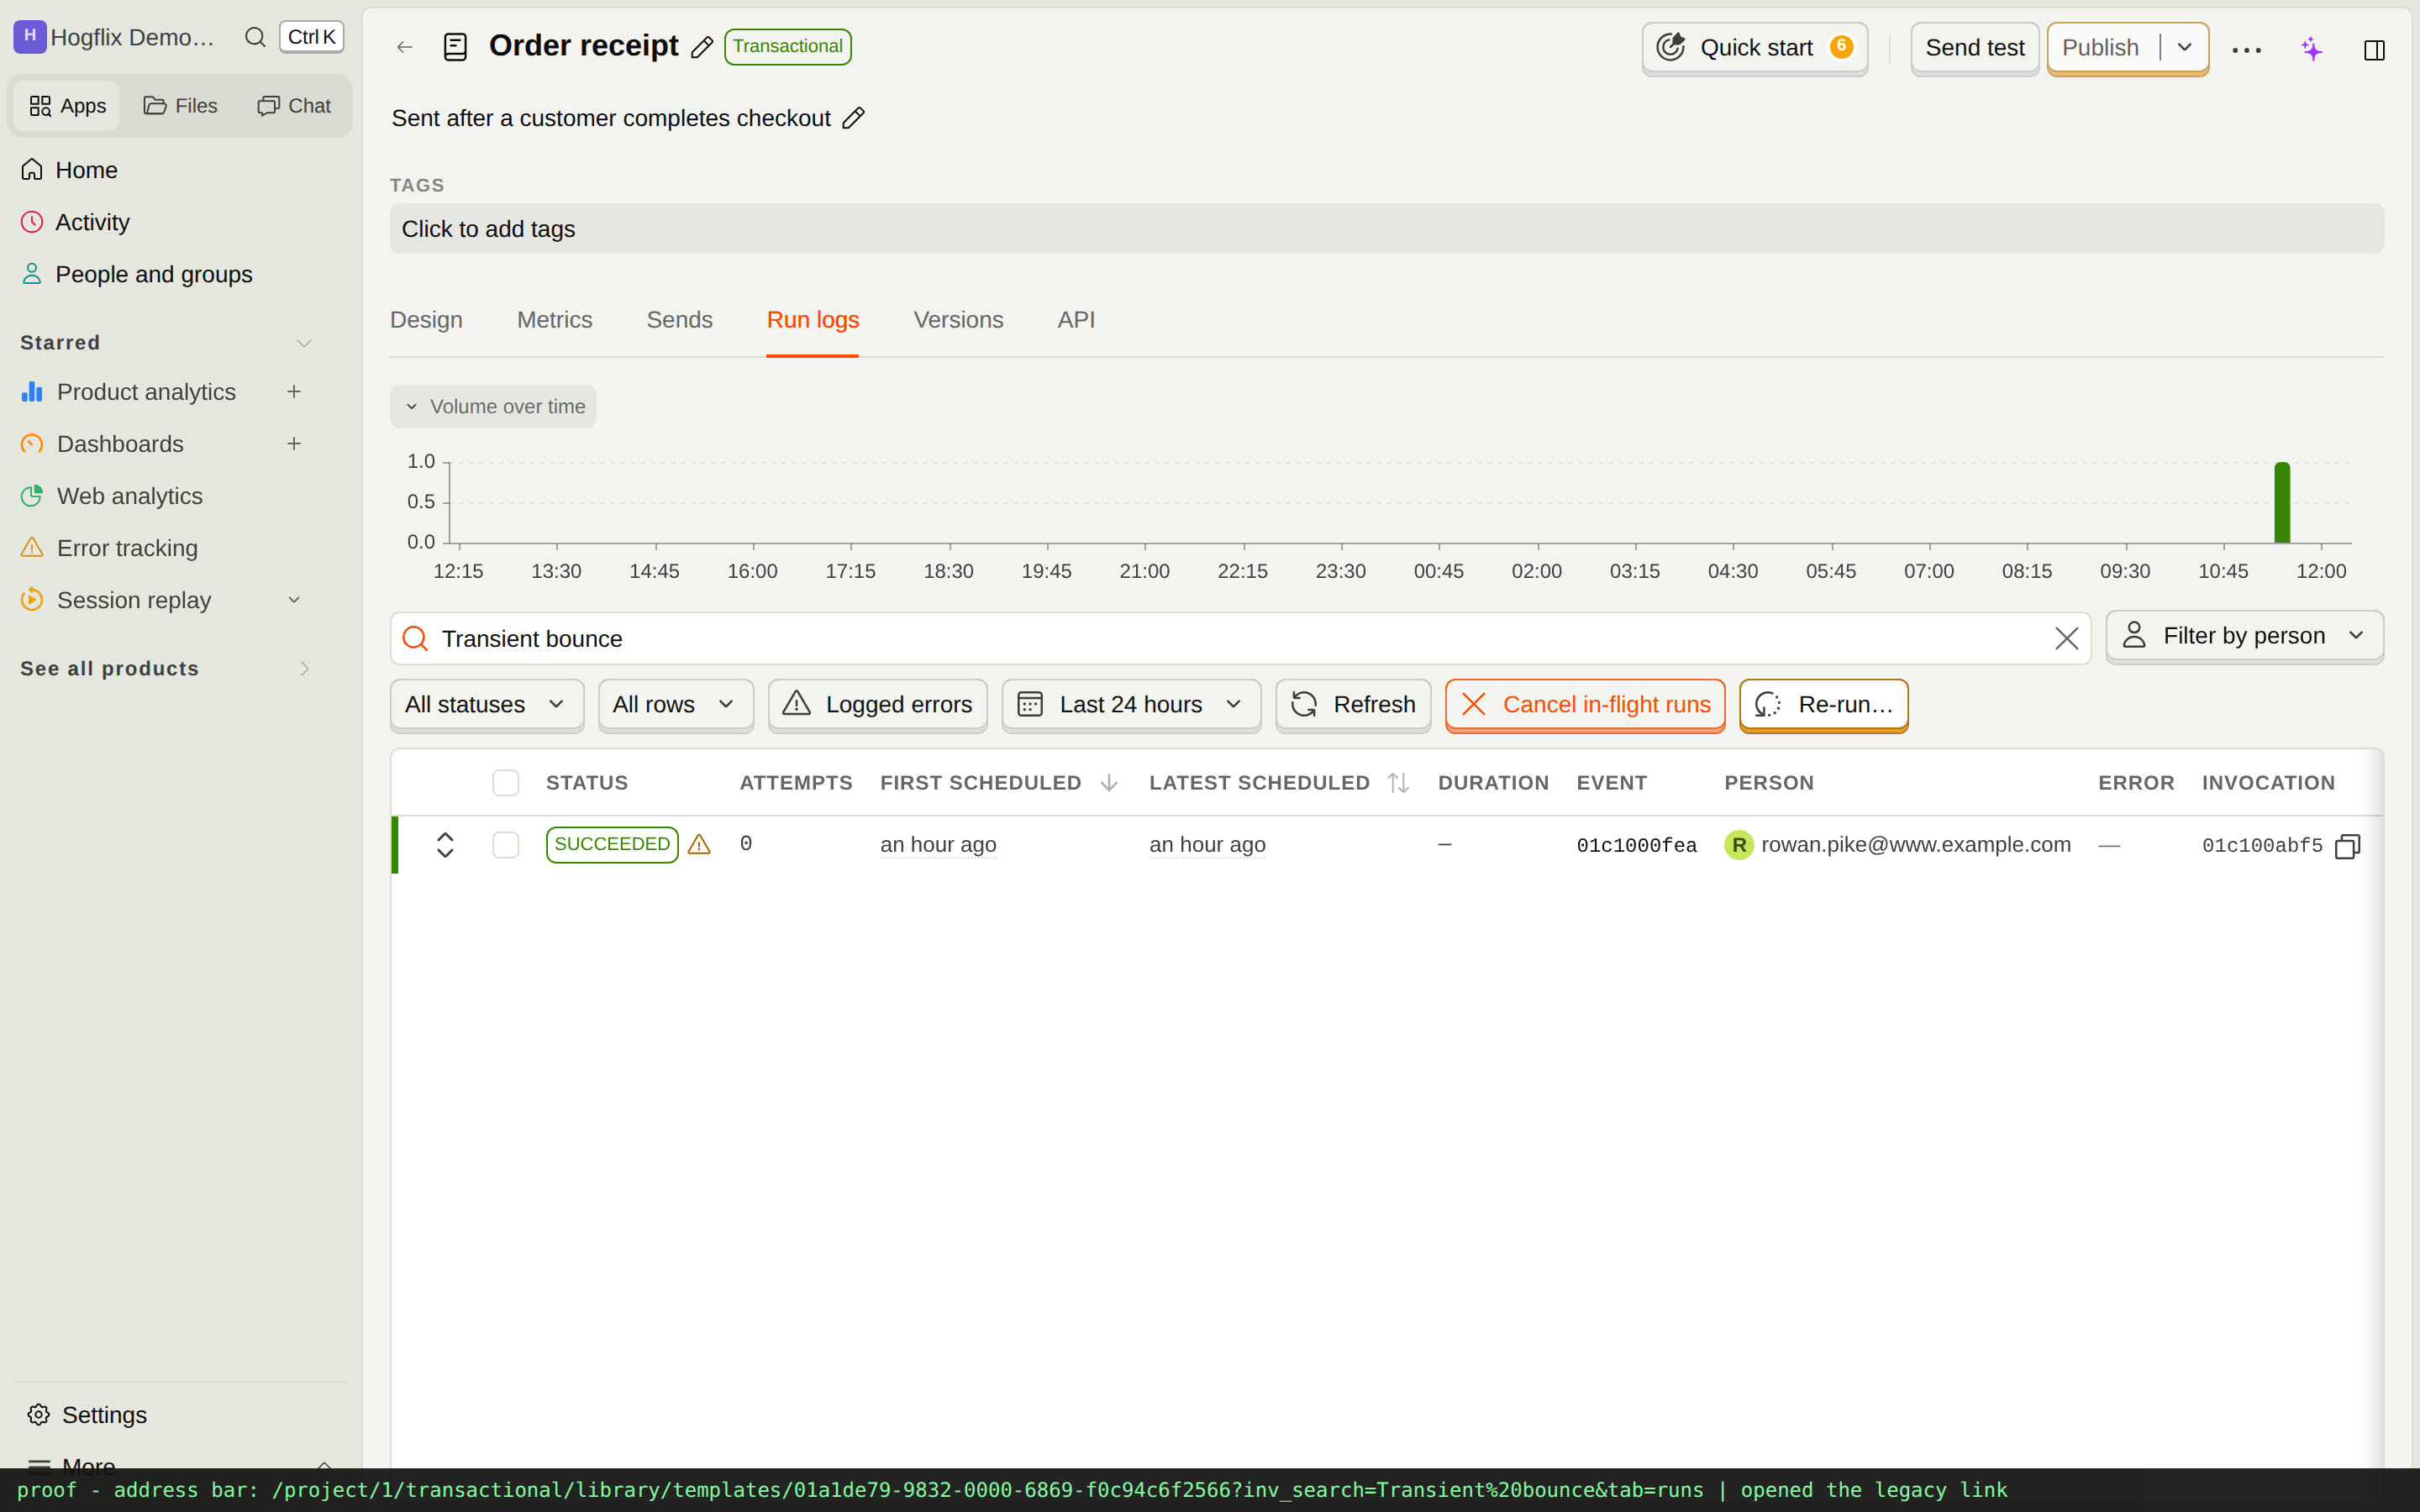 H Hogflix Demo… Ctrl K
Apps Files Chat
Home
Activity
People and groups
Starred
Product analytics
Dashboards
Web analytics
Error tracking
Session replay
See all products
Settings
More
Order receipt Transactional
Quick start 6 Send test Publish
Sent after a customer completes checkout
TAGS
Click to add tags
Design Metrics Sends Run logs Versions API
Volume over time
1.0
0.5
0.0
12:15 13:30 14:45 16:00 17:15 18:30 19:45 21:00 22:15 23:30 00:45 02:00 03:15 04:30 05:45 07:00 08:15 09:30 10:45 12:00
Transient bounce Filter by person
All statuses All rows Logged errors Last 24 hours Refresh Cancel in-flight runs Re-run…
STATUS ATTEMPTS FIRST SCHEDULED LATEST SCHEDULED DURATION EVENT PERSON ERROR INVOCATION
SUCCEEDED 0 an hour ago an hour ago – 01c1000fea R rowan.pike@www.example.com — 01c100abf5
proof - address bar: /project/1/transactional/library/templates/01a1de79-9832-0000-6869-f0c94c6f2566?inv_search=Transient%20bounce&tab=runs | opened the legacy link